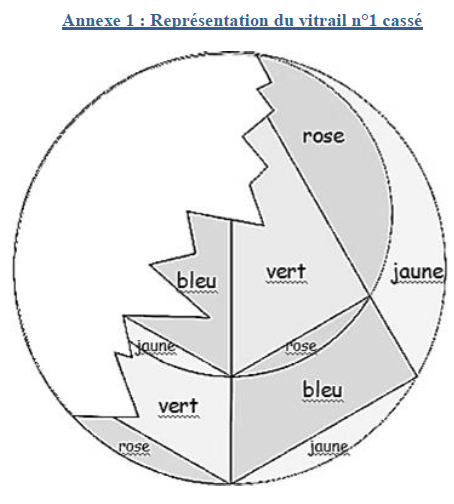 Annexe 1 : Représentation du vitrail n°1 cassé
rose
jaune
bleu
vert
jaune
rose
bleu
vert
rose
jaune